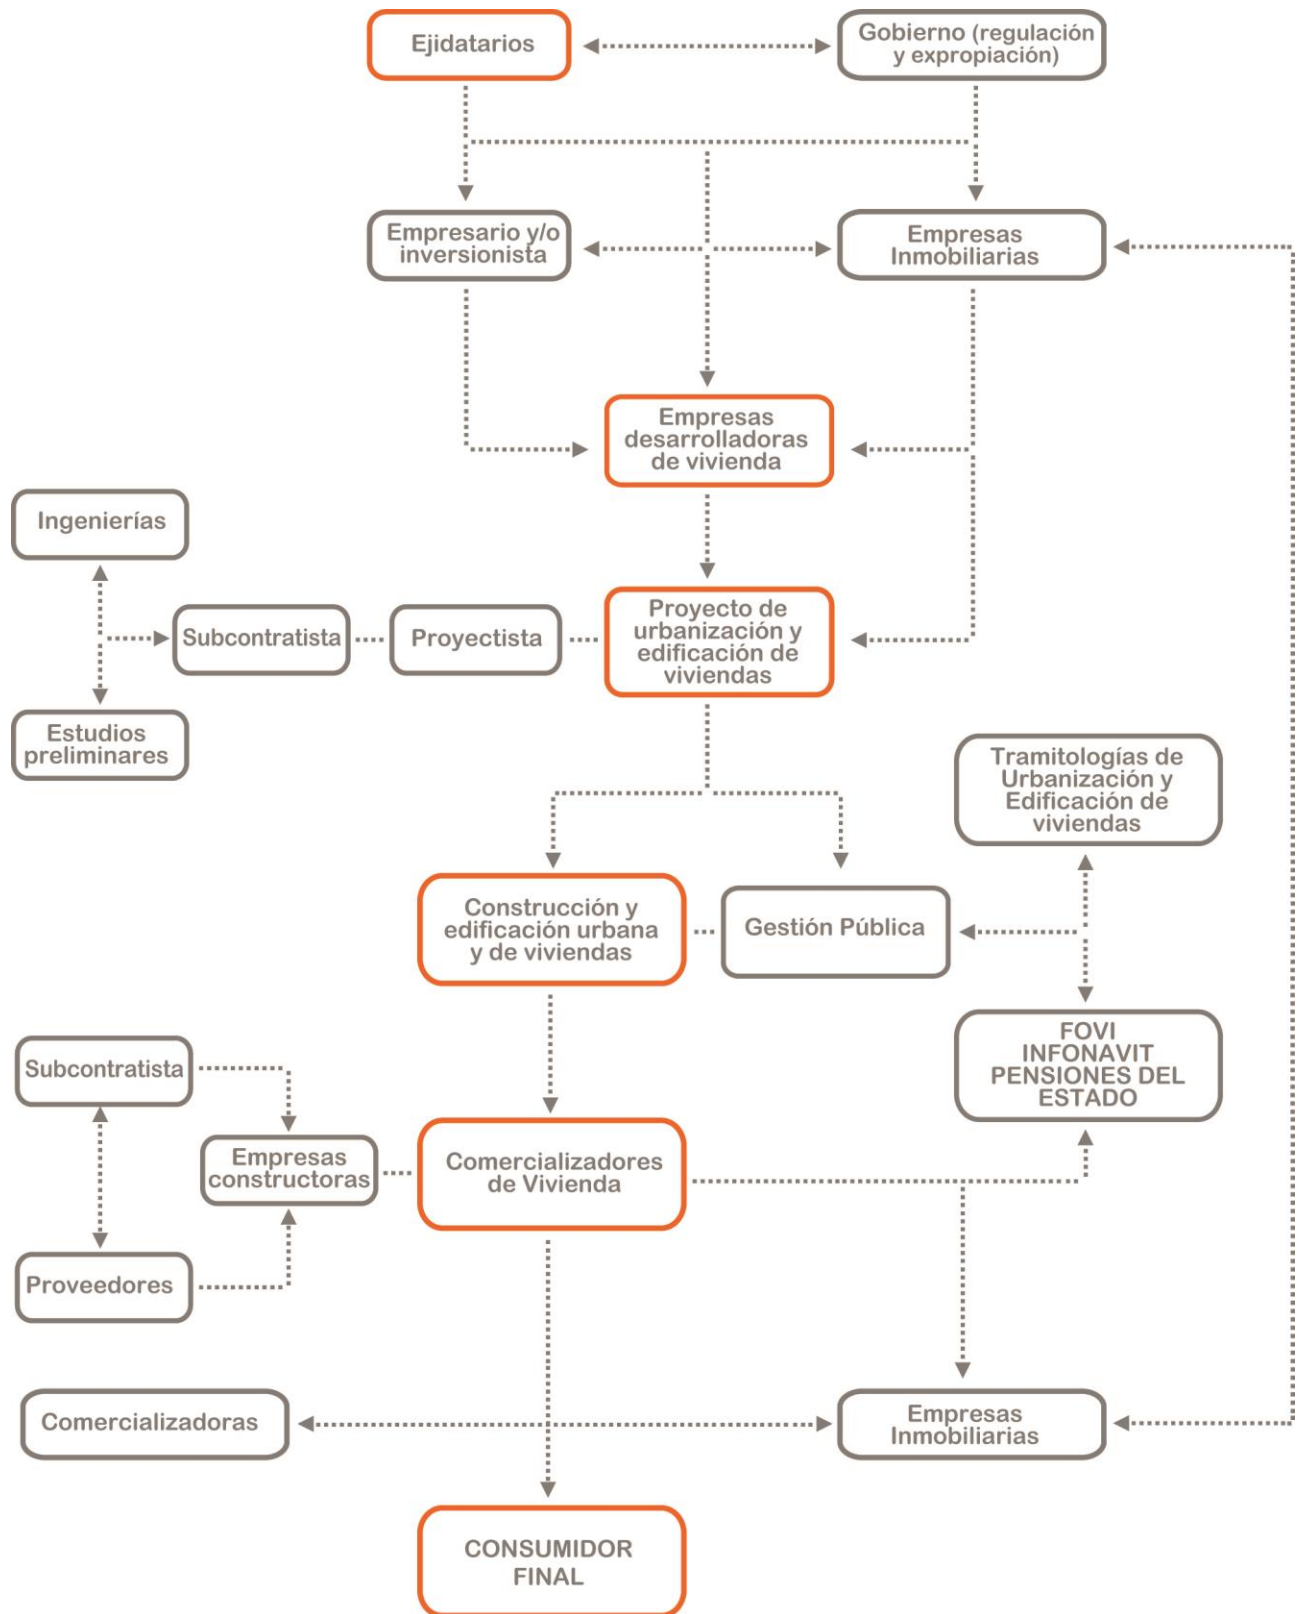 Ejidatarios
Gobierno (regulación
y expropiación)
Empresario y/o
inversionista
Empresas
Inmobiliarias
Empresas
desarrolladoras
de vivienda
Ingenierías
Subcontratista
Proyectista
Proyecto de
urbanización y
edificación de
viviendas
Estudios
preliminares
Tramitologías de
Urbanización y
Edificación de
viviendas
Construcción y
edificación urbana
y de viviendas
Gestión Pública
FOVI
INFONAVIT
PENSIONES DEL
ESTADO
Subcontratista
Empresas
constructoras
Comercializadores
de Vivienda
Proveedores
Comercializadoras
Empresas
Inmobiliarias
CONSUMIDOR
FINAL